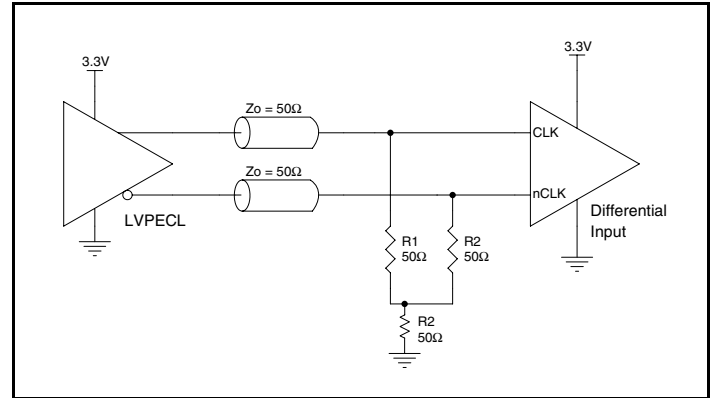 3.3V
3.3V
Zo = 50Ω
CLK
Zo = 50Ω
nCLK
LVPECL
Differential
Input
R1
50Ω
R2
50Ω
R2
50Ω